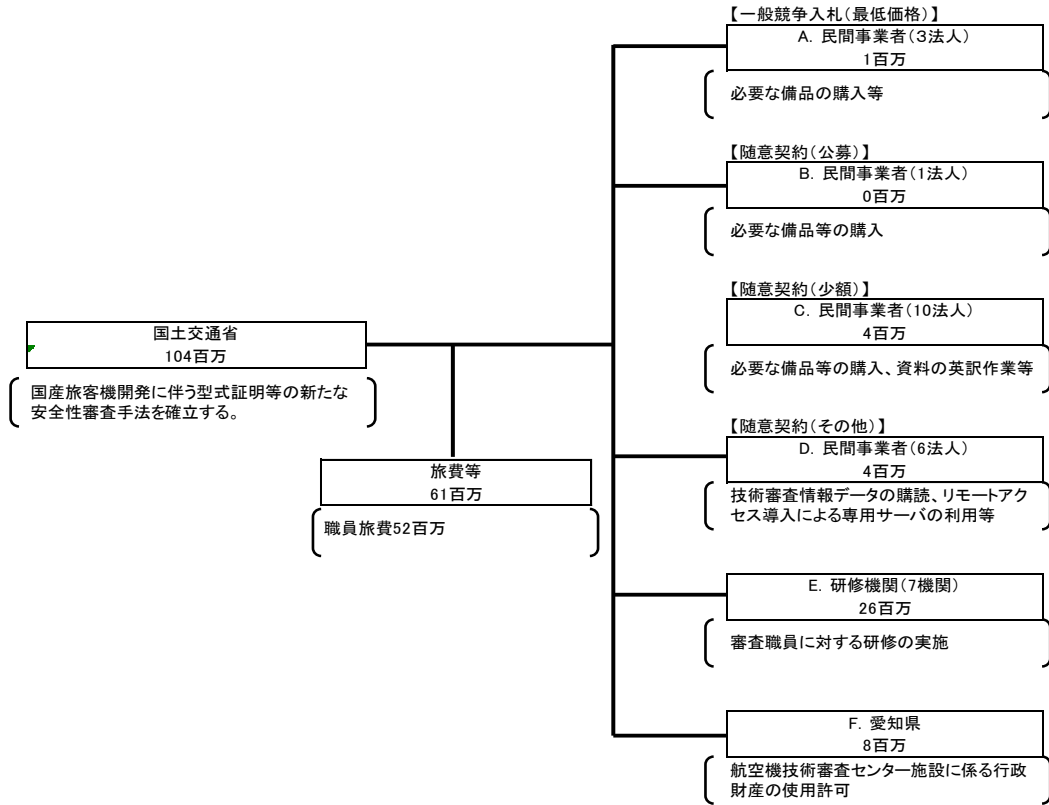 【一般競争入札（最低価格）】
A．民間事業者（3法人）
1百万
必要な備品の購入等
【随意契約（公募）】
B．民間事業者（1法人）
0百万
必要な備品等の購入
【随意契約（少額）】
C．民間事業者（10法人）
4百万
必要な備品等の購入、資料の英訳作業等
国土交通省
104百万
国産旅客機開発に伴う型式証明等の新たな
安全性審査手法を確立する。
【随意契約（その他）】
D．民間事業者（6法人）
4百万
技術審査情報データの購読、リモートアク
セス導入による専用サーバの利用等
旅費等
61百万
職員旅費52百万
E．研修機関（7機関）
26百万
審査職員に対する研修の実施
F．愛知県
8百万
航空機技術審査センター施設に係る行政
財産の使用許可